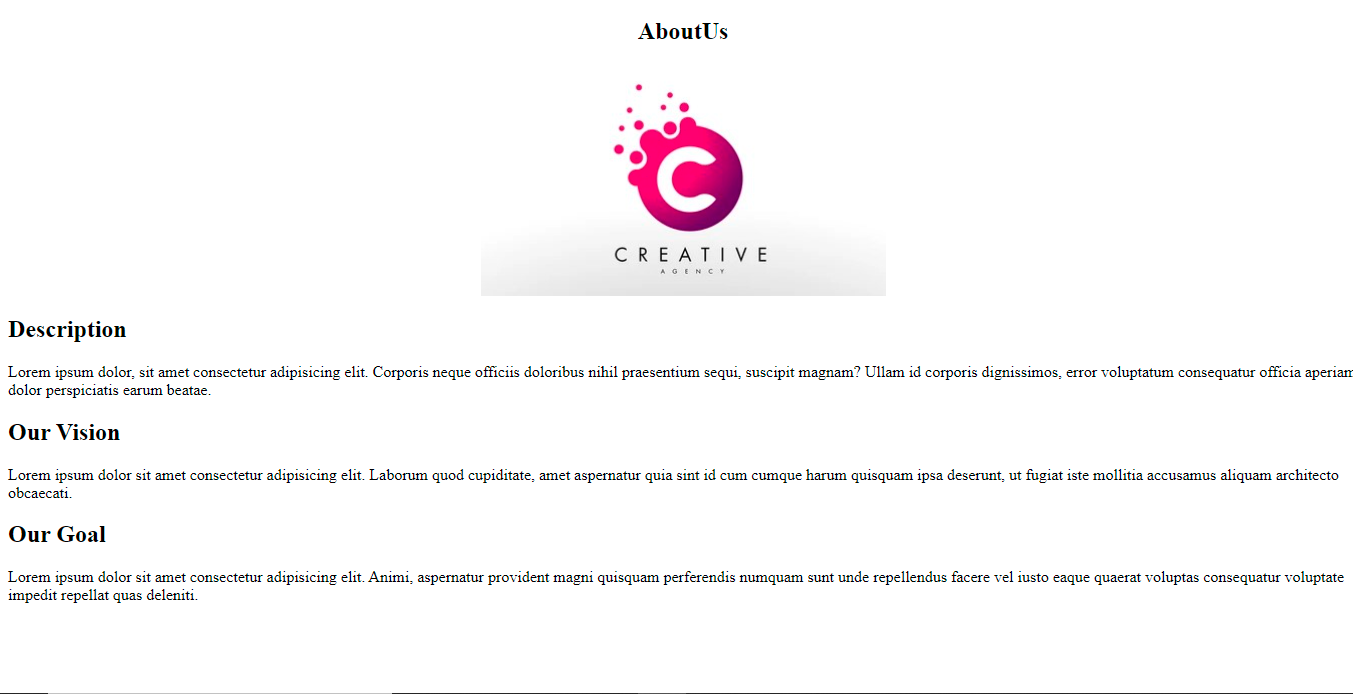 AboutUs
C
CREATIVE
AGENCY
Description
Lorem ipsum dolor, sit amet consectetur adipisicing elit. Corporis neque officiis doloribus nihil praesentium sequi, suscipit magnam? Ullam id corporis dignissimos, error voluptatum consequatur officia aperiam
dolor perspiciatis earum beatae.
Our Vision
Lorem ipsum dolor sit amet consectetur adipisicing elit. Laborum quod cupiditate, amet aspernatur quia sint id cum cumque harum quisquam ipsa deserunt, ut fugiat iste mollitia accusamus aliquam architecto
obcaecati.
Our Goal
Lorem ipsum dolor sit amet consectetur adipisicing elit. Animi, aspernatur provident magni quisquam perferendis numquam sunt unde repellendus facere vel iusto eaque quaerat voluptas consequatur voluptate
impedit repellat quas deleniti.